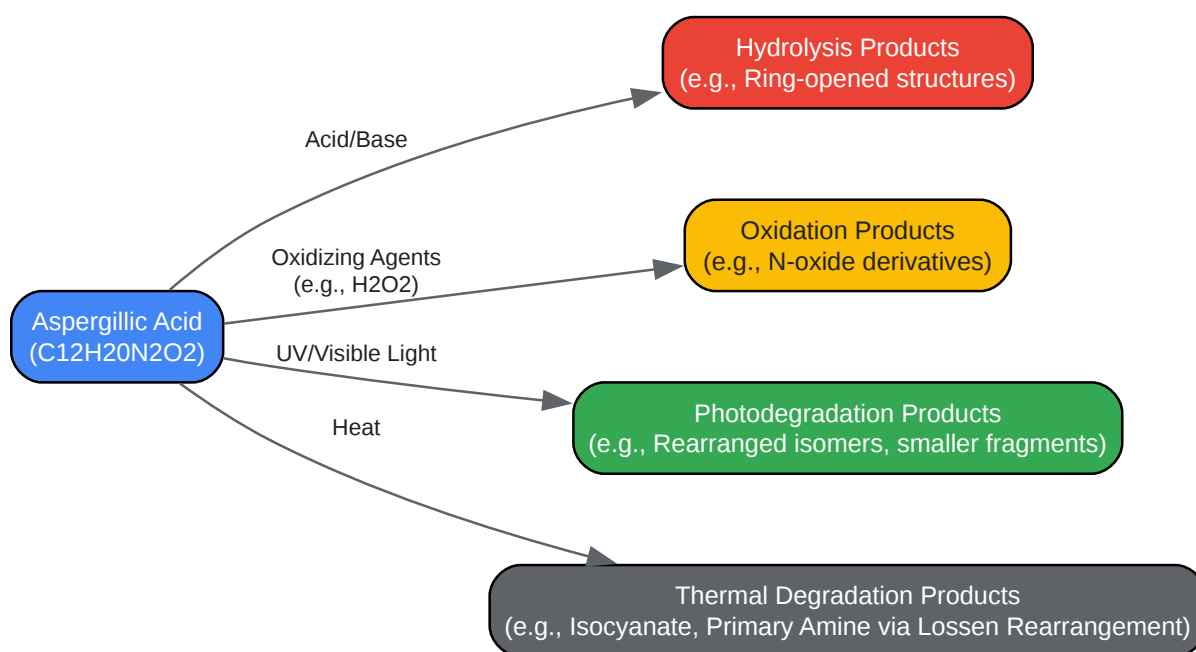 Hydrolysis Products
(e.g., Ring-opened structures)
Acid/Base
Oxidation Products
(e.g., N-oxide derivatives)
Oxidizing Agents
(e.g., H2O2)
Aspergillic Acid
(C12H20N2O2)
UV/Visible Light
Photodegradation Products
(e.g., Rearranged isomers, smaller fragments)
Heat
Thermal Degradation Products
(e.g., Isocyanate, Primary Amine via Lossen Rearrangement)